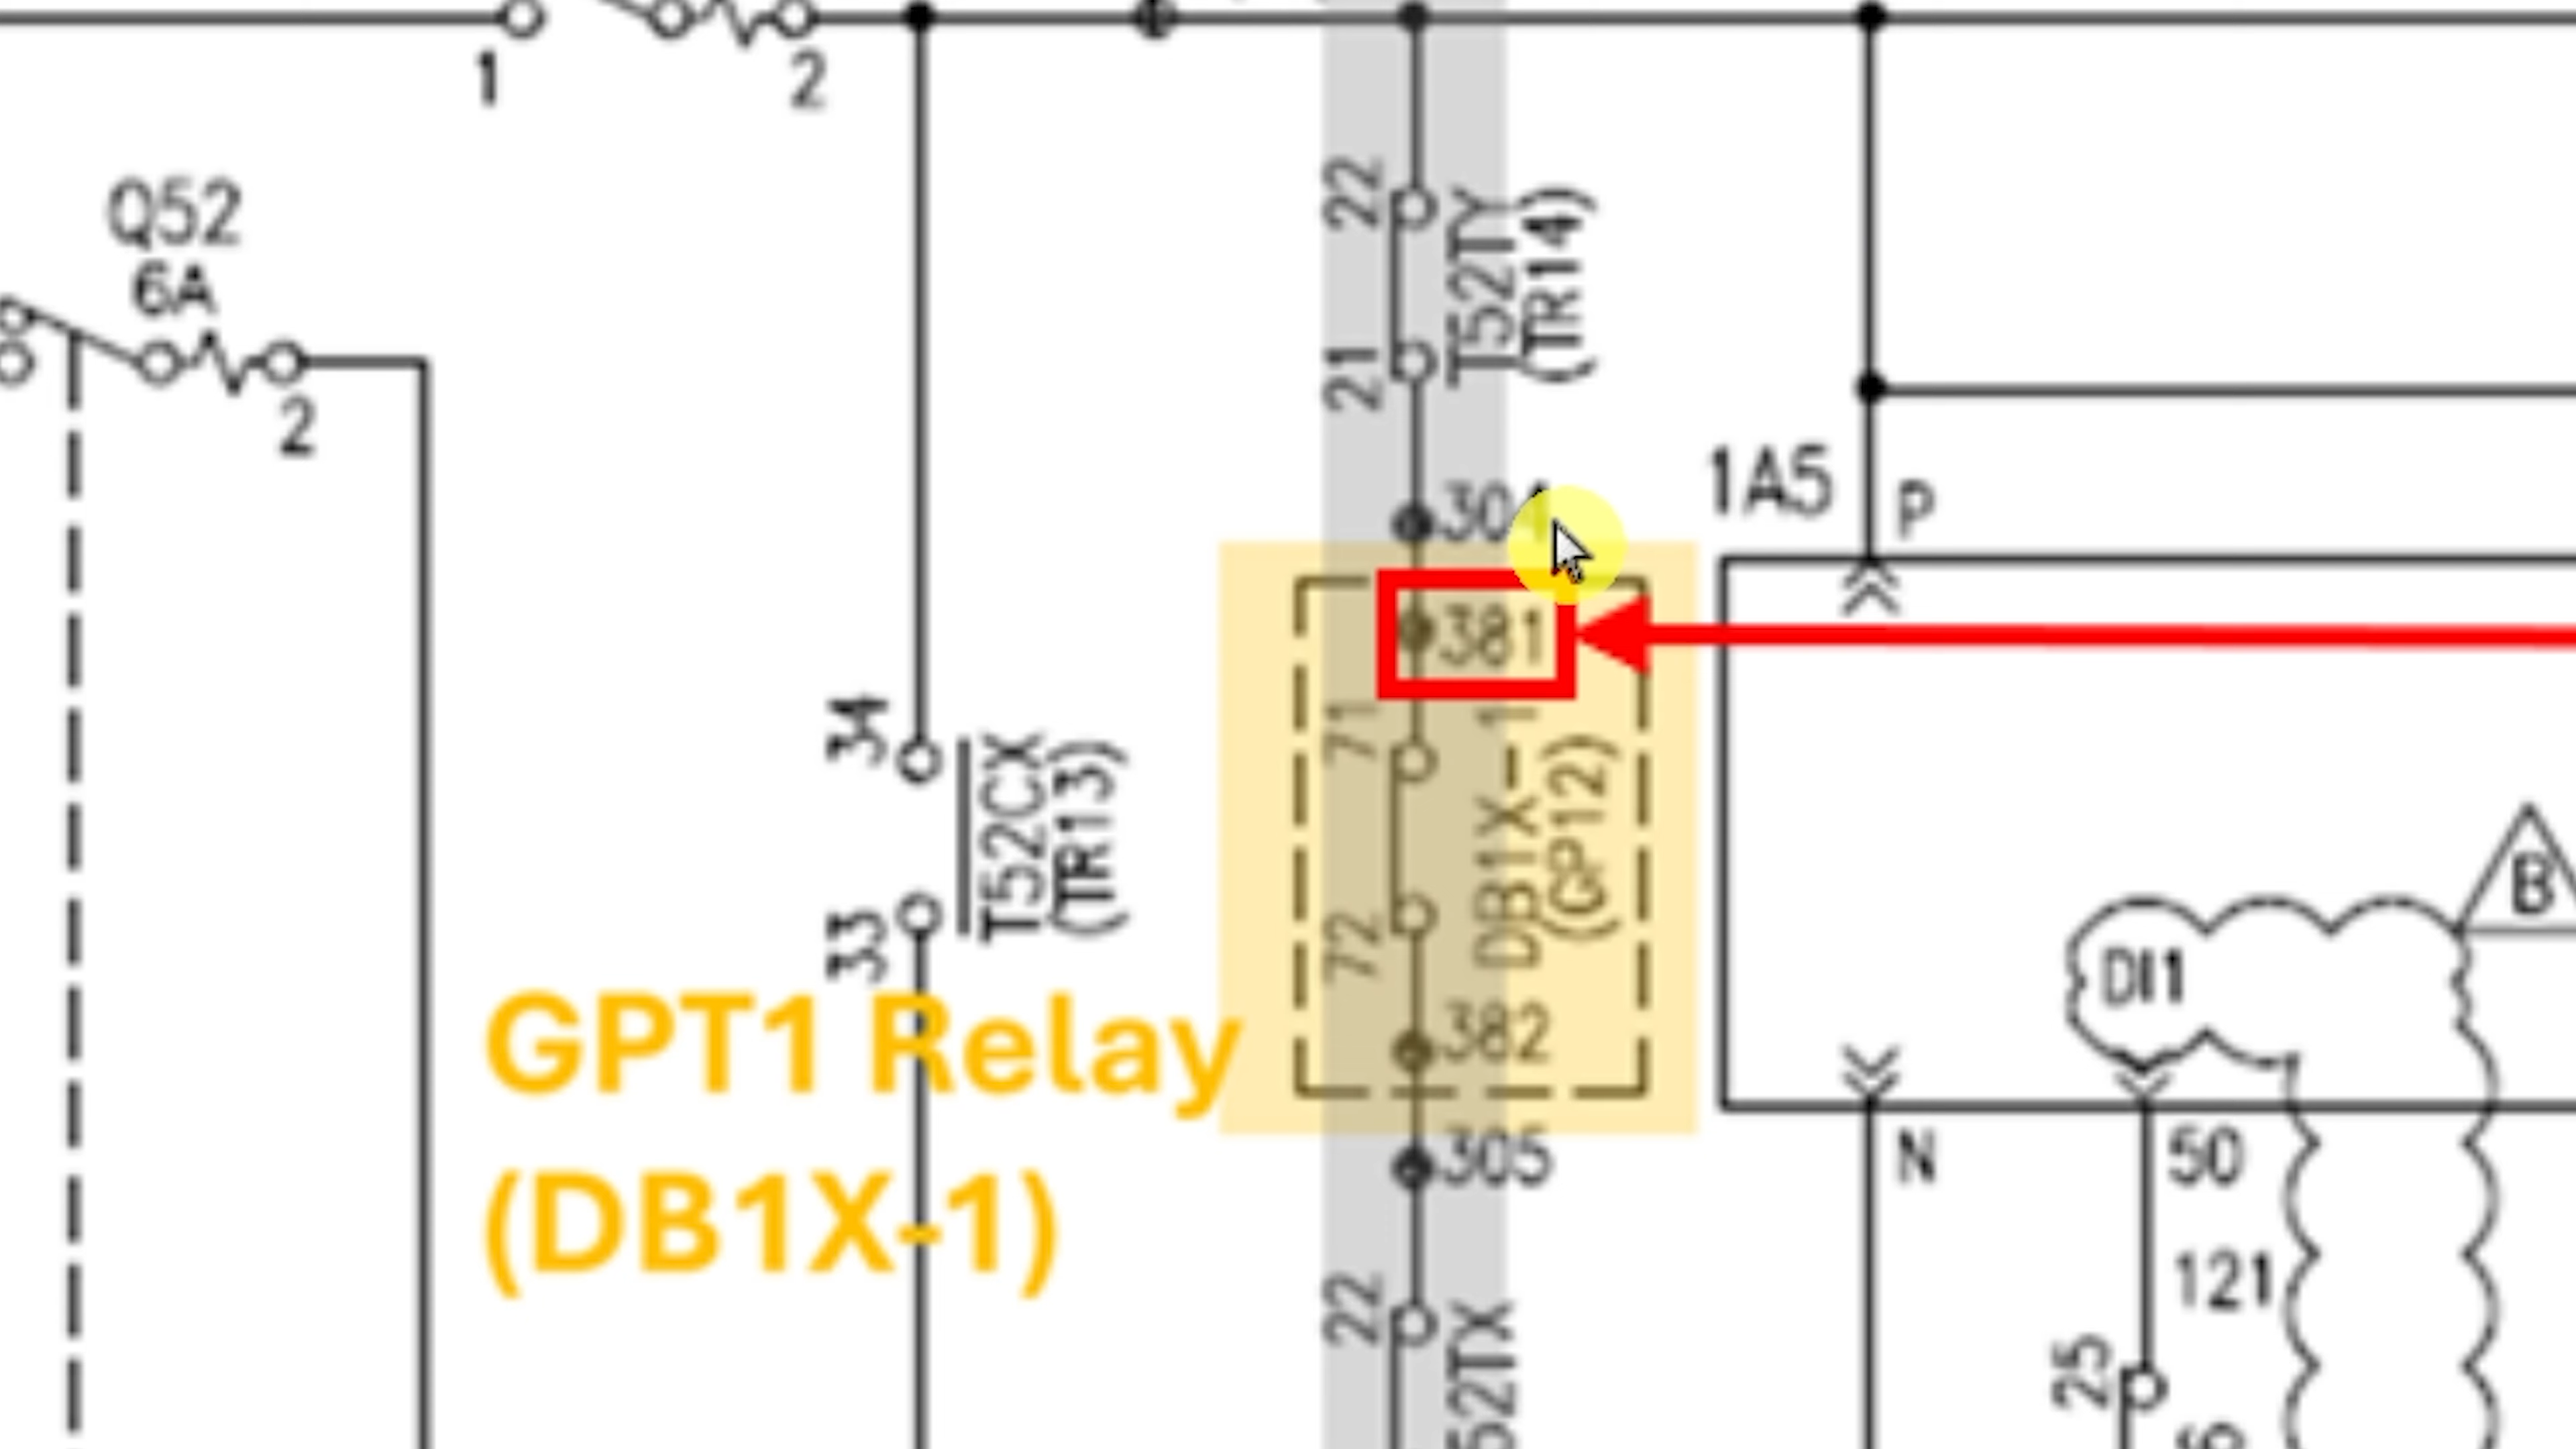 1
2
Q52
6A
2
22
21
T52TY
(TR14)
304
1A5
P
381
34
33
T52CX
(TR13)
71
72
DB1X-1
(GP12)
382
B
DI1
GPT1 Relay
(DB1X-1)
305
N
50
121
22
52TX
25